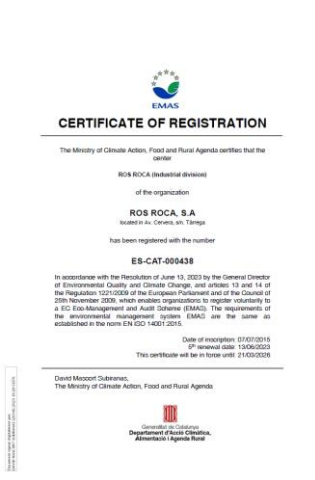 EMAS
CERTIFICATE OF REGISTRATION
The Ministry of Climate Action, Food and Rural Agenda certifies that the
center
ROS ROCA (Industrial division)
of the organization
ROS ROCA, S.A
located in Av. Cervera, s/n. Tàrrega
has been registered with the number
ES-CAT-000438
In accordance with the Resolution of June 13, 2023 by the General Director
of Environmental Quality and Climate Change, and articles 13 and 14 of
the Regulation 1221/2009 of the European Parliament and of the Council of
25th November 2009, which enables organizations to register voluntarily to
a EC Eco-Management and Audit Scheme (EMAS). The requirements of
the environmental management system EMAS are the same as
established in the norm EN ISO 14001:2015.
Date of inscription: 07/07/2015
5th renewal date: 13/06/2023
This certificate will be in force until: 21/03/2026
David Mascort Subiranas,
The Ministry of Climate Action, Food and Rural Agenda
Generalitat de Catalunya
Departament d'Acció Climàtica,
Alimentació i Agenda Rural